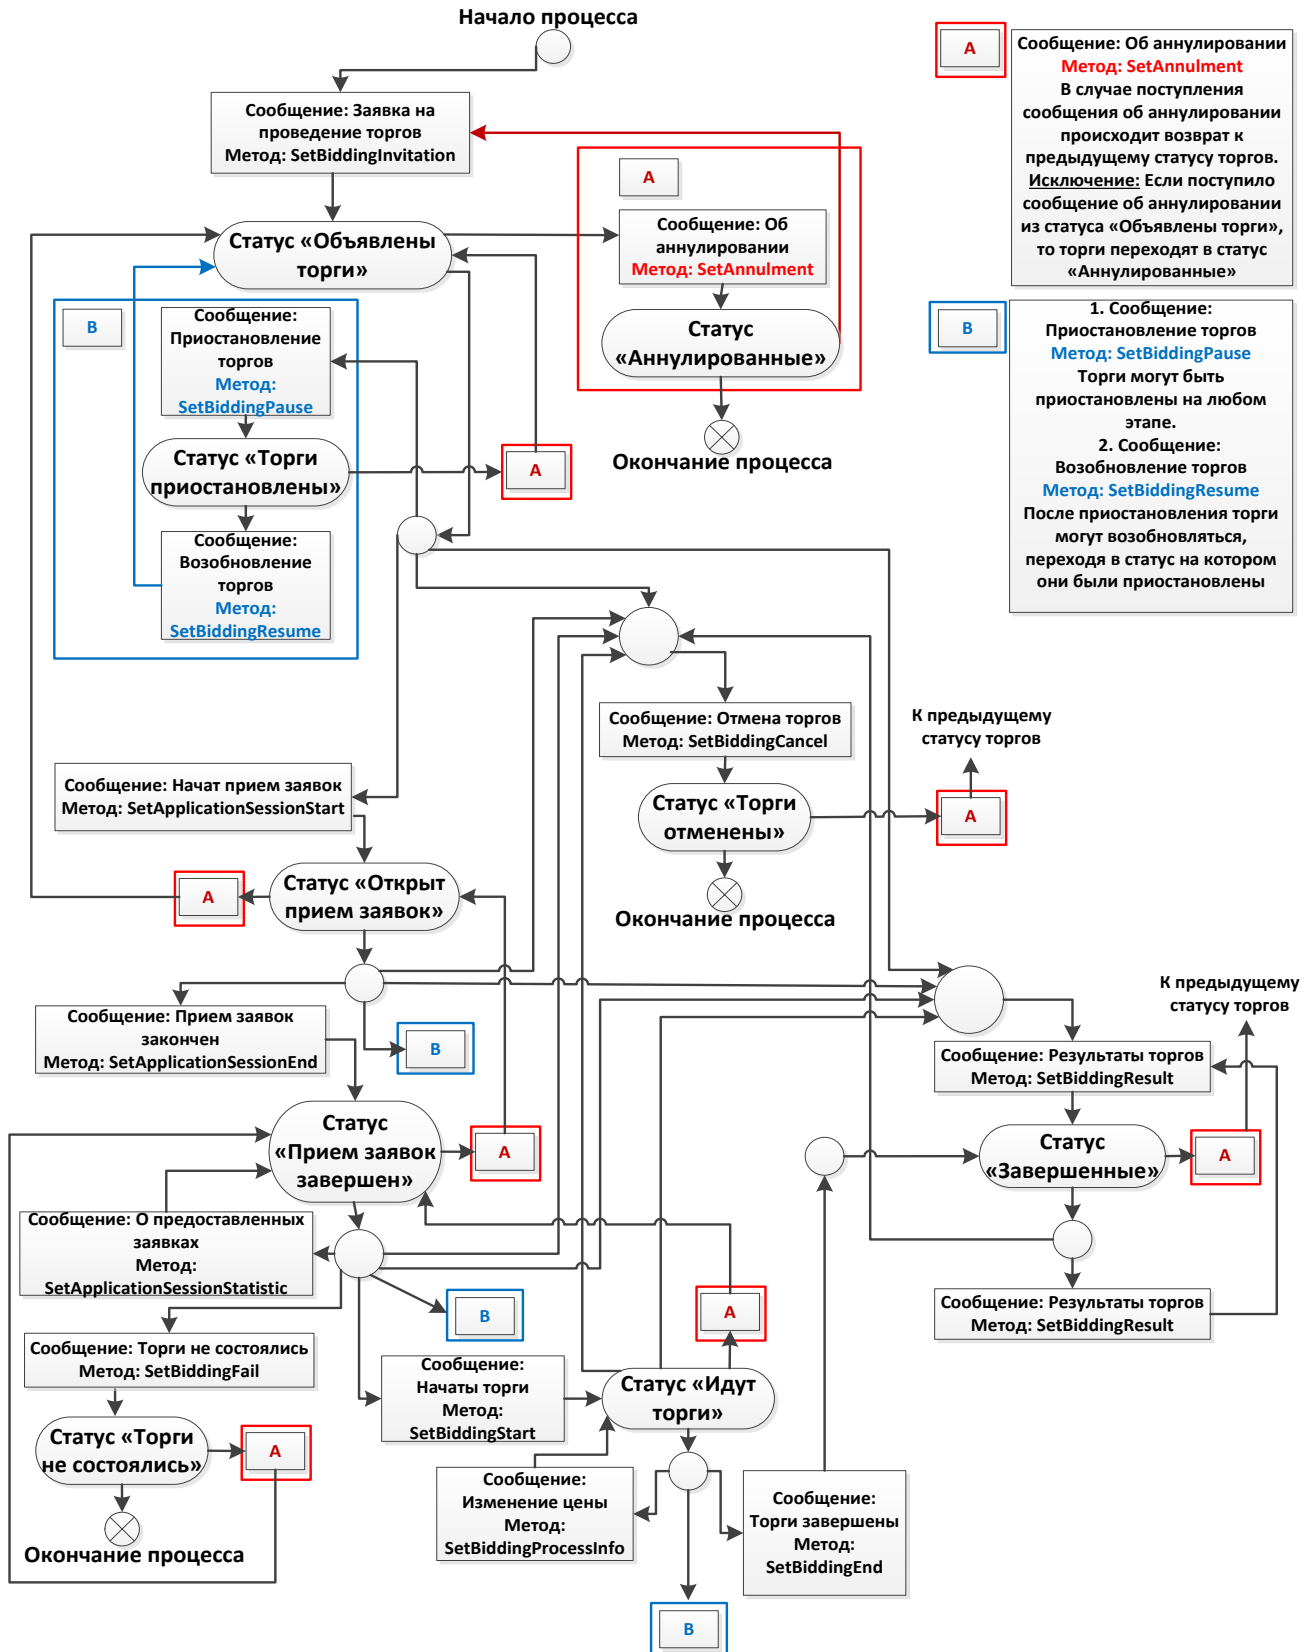 Начало процесса
Сообщение: Заявка на
проведение торгов
Метод: SetBiddingInvitation
Статус «Объявлены
торги»
A
Сообщение: Об
аннулировании
Метод: SetAnnulment
Статус
«Аннулированные»
Окончание процесса
A
Сообщение: Об аннулировании
Метод: SetAnnulment
В случае поступления
сообщения об аннулировании
происходит возврат к
предыдущему статусу торгов.
Исключение: Если поступило
сообщение об аннулировании
из статуса «Объявлены торги»,
то торги переходят в статус
«Аннулированные»
B
1. Сообщение:
Приостановление торгов
Метод: SetBiddingPause
Торги могут быть
приостановлены на любом
этапе.
2. Сообщение:
Возобновление торгов
Метод: SetBiddingResume
После приостановления торги
могут возобновляться,
переходя в статус на котором
они были приостановлены
B
Сообщение:
Приостановление
торгов
Метод:
SetBiddingPause
Статус «Торги
приостановлены»
A
Сообщение:
Возобновление
торгов
Метод:
SetBiddingResume
Сообщение: Отмена торгов
Метод: SetBiddingCancel
Статус «Торги
отменены»
A
К предыдущему
статусу торгов
Окончание процесса
Сообщение: Начат прием заявок
Метод: SetApplicationSessionStart
Статус «Открыт
прием заявок»
A
Сообщение: Прием заявок
закончен
Метод: SetApplicationSessionEnd
B
Статус
«Прием заявок
завершен»
A
К предыдущему
статусу торгов
Сообщение: Результаты торгов
Метод: SetBiddingResult
Статус
«Завершенные»
A
Сообщение: Результаты торгов
Метод: SetBiddingResult
Сообщение: О предоставленных
заявках
Метод:
SetApplicationSessionStatistic
B
A
Сообщение: Торги не состоялись
Метод: SetBiddingFail
Статус «Торги
не состоялись»
A
Окончание процесса
Сообщение:
Начаты торги
Метод:
SetBiddingStart
Статус «Идут
торги»
Сообщение:
Изменение цены
Метод:
SetBiddingProcessInfo
Сообщение:
Торги завершены
Метод:
SetBiddingEnd
B